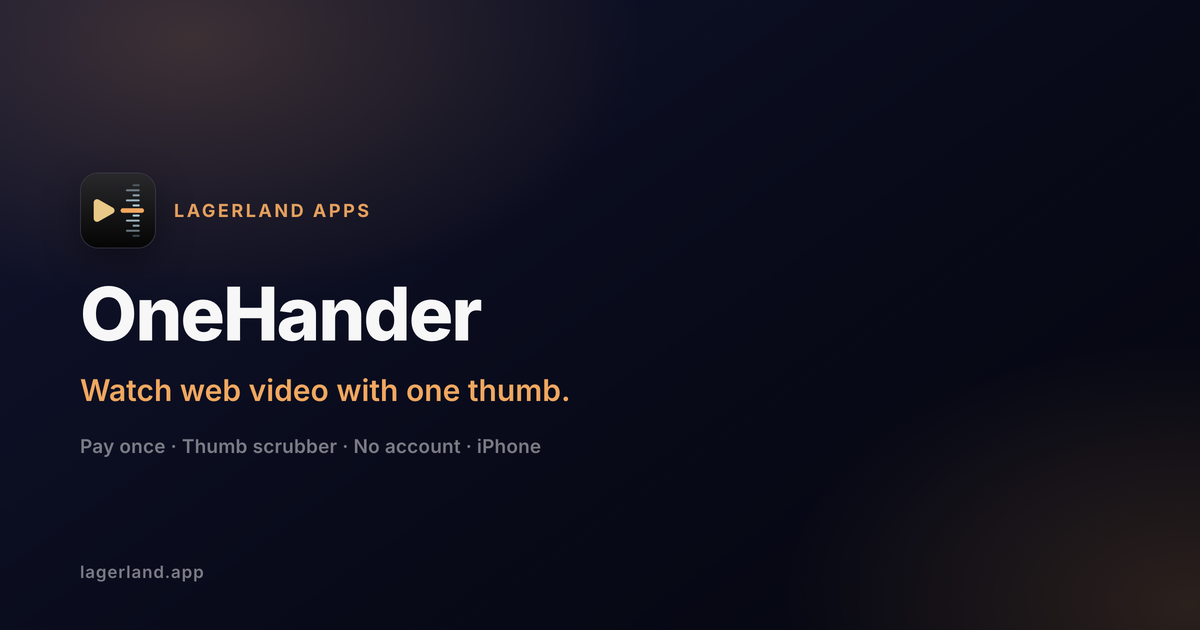 LAGERLAND APPS
OneHander
Watch web video with one thumb.
Pay once · Thumb scrubber · No account · iPhone
lagerland.app